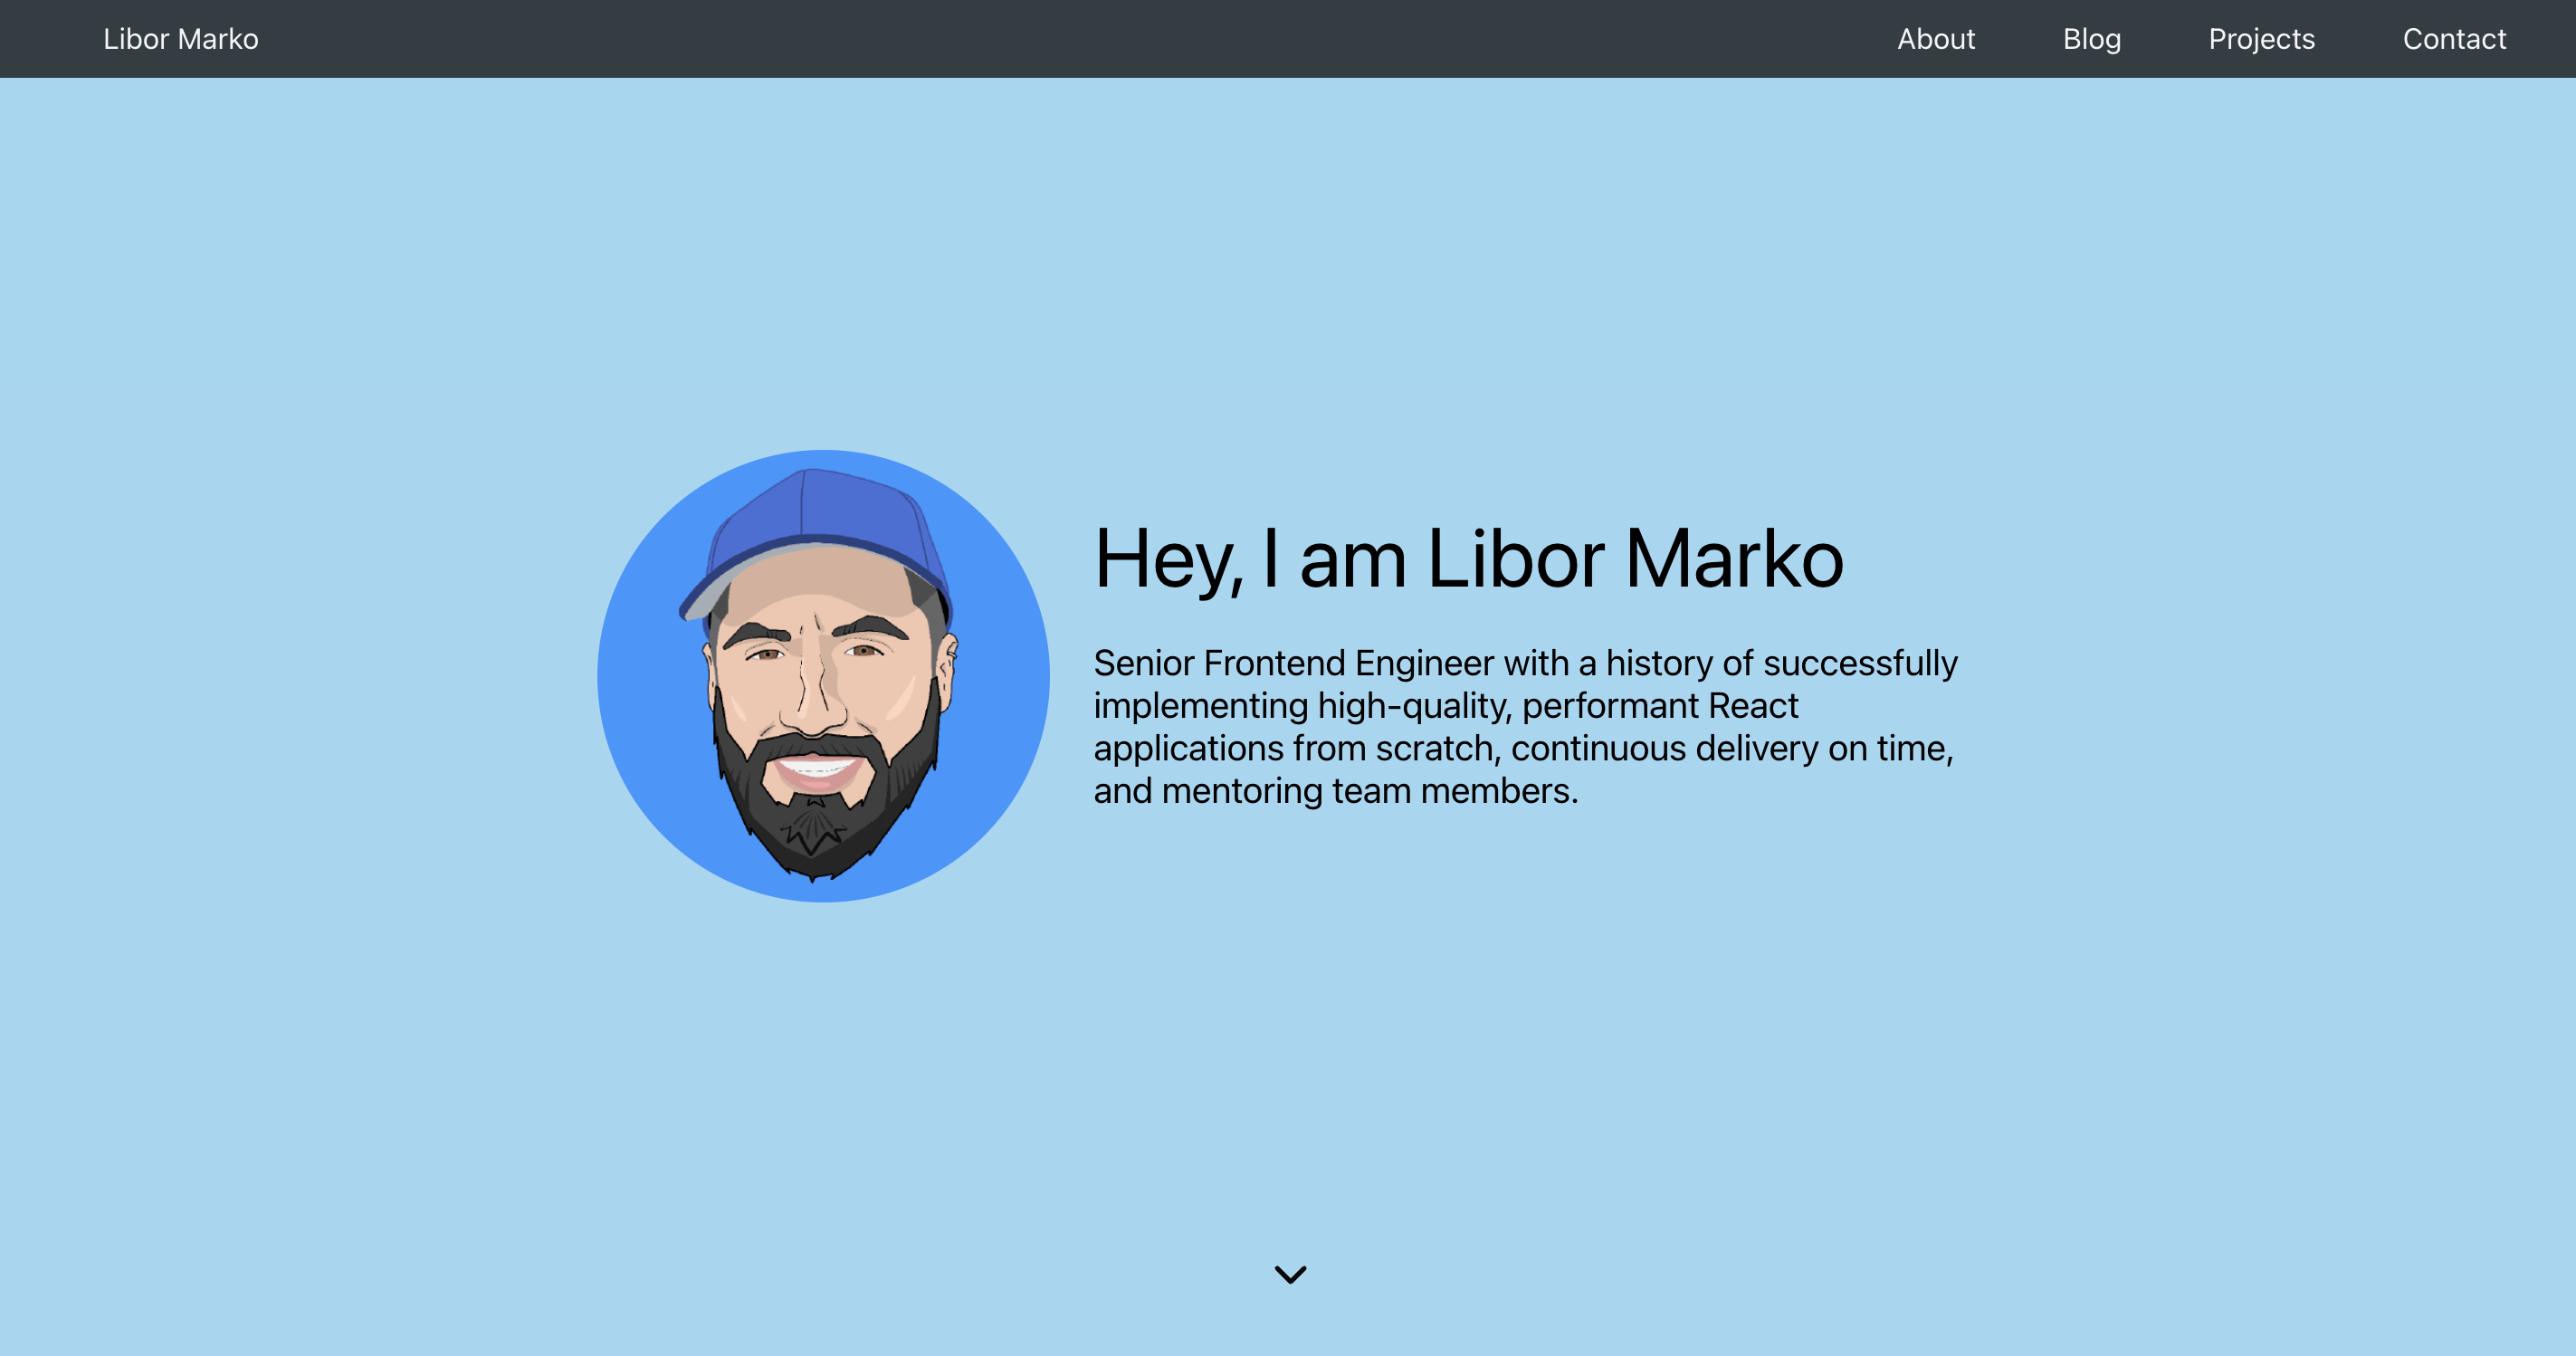 Libor Marko
About
Blog
Projects
Contact
Hey, I am Libor Marko
Senior Frontend Engineer with a history of successfully
implementing high-quality, performant React
applications from scratch, continuous delivery on time,
and mentoring team members.